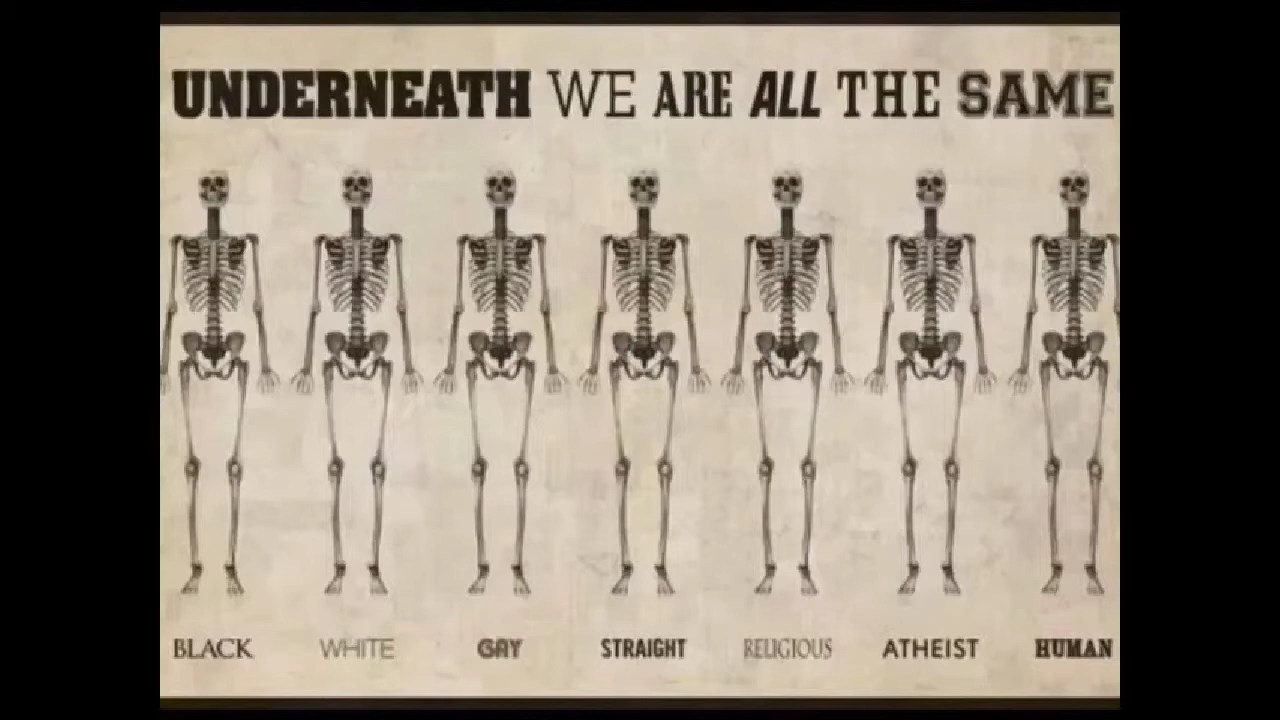 UNDERNEATH WE ARE ALL THE SAME
BLACK WHITE GAY STRAIGHT RELIGIOUS ATHEIST HUMAN